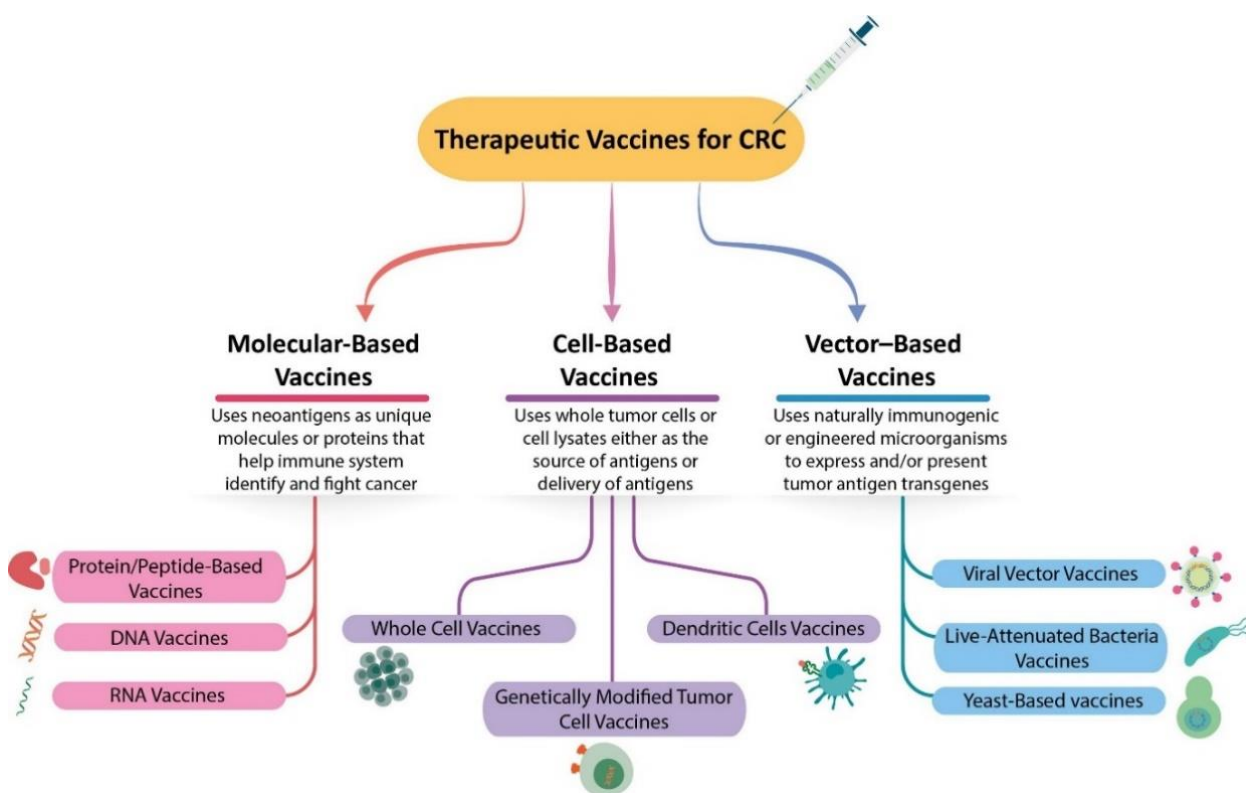 Therapeutic Vaccines for CRC
Molecular-Based
Vaccines
Uses neoantigens as unique
molecules or proteins that
help immune system
identify and fight cancer
Protein/Peptide-Based
Vaccines
DNA Vaccines
RNA Vaccines
Cell-Based
Vaccines
Uses whole tumor cells or
cell lysates either as the
source of antigens or
delivery of antigens
Whole Cell Vaccines
Genetically Modified Tumor
Cell Vaccines
Dendritic Cells Vaccines
Vector–Based
Vaccines
Uses naturally immunogenic
or engineered microorganisms
to express and/or present
tumor antigen transgenes
Viral Vector Vaccines
Live-Attenuated Bacteria
Vaccines
Yeast-Based vaccines